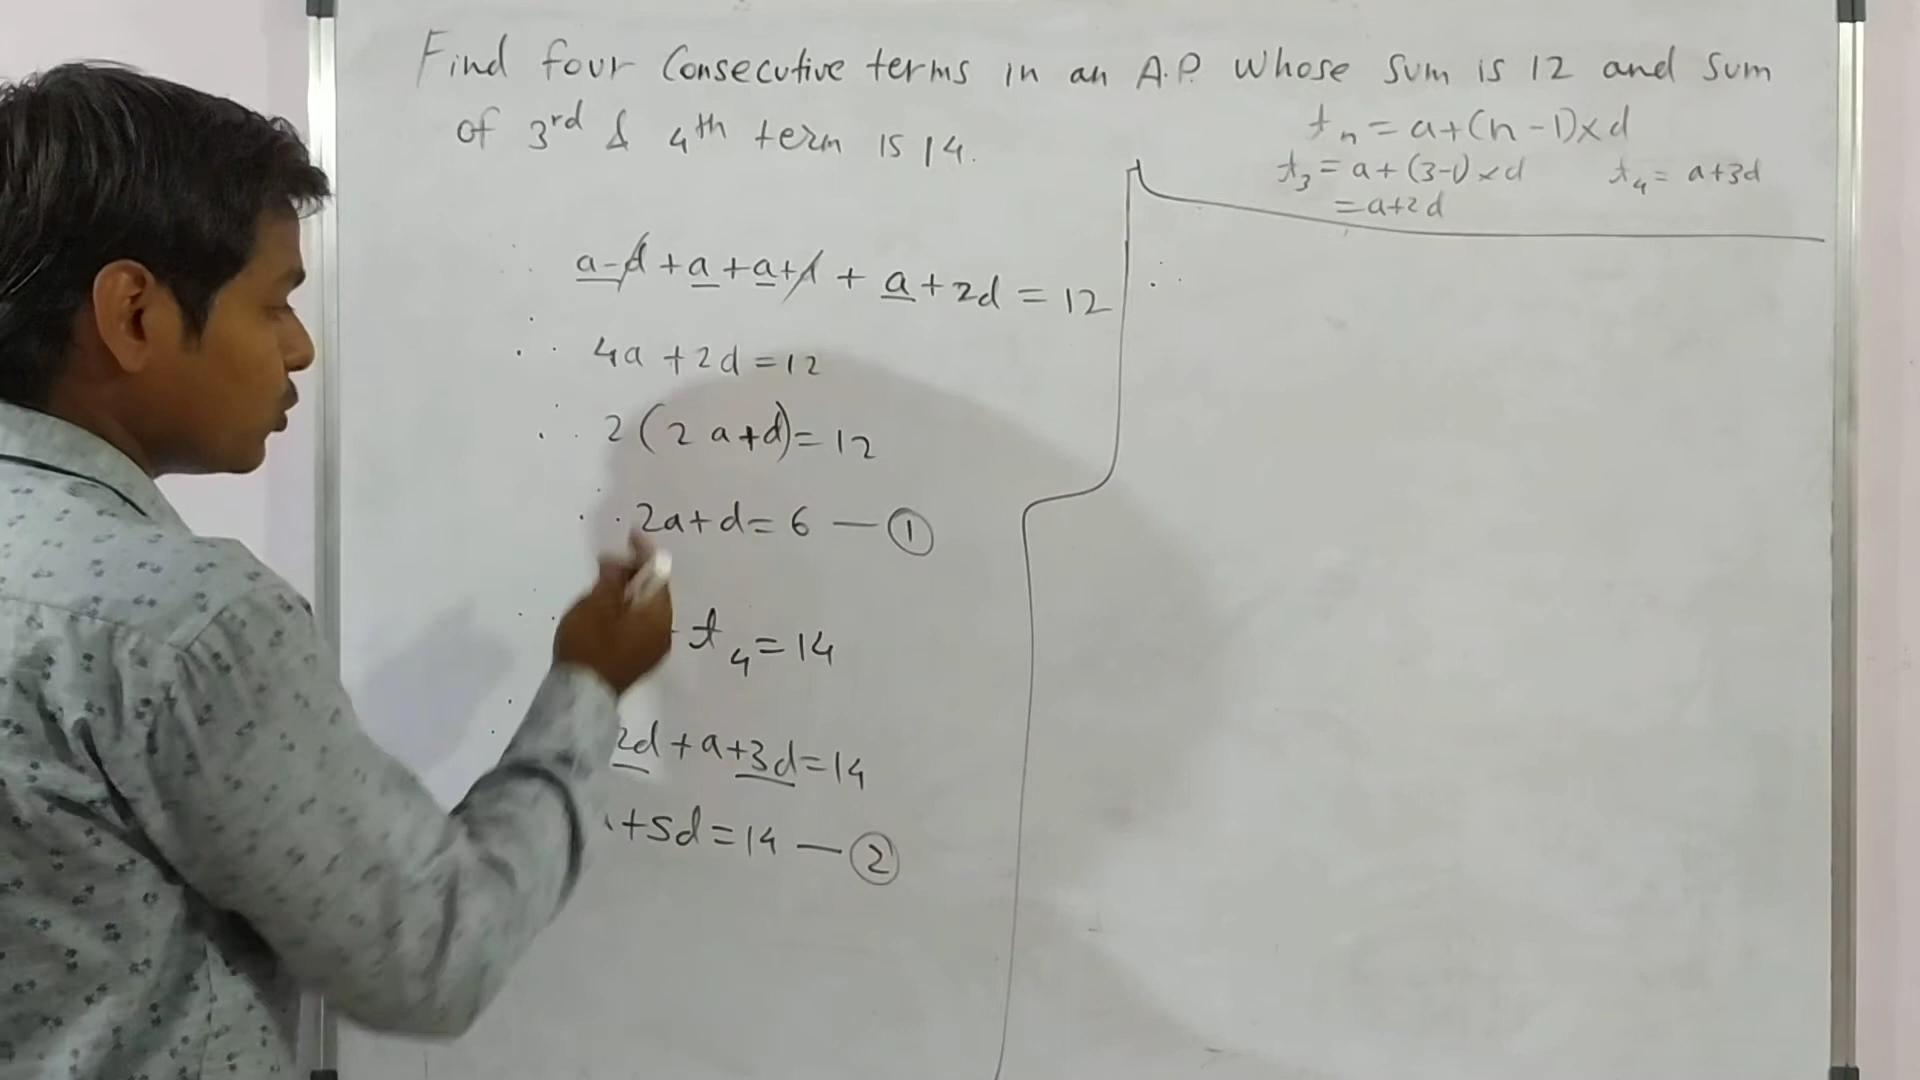 Find four Consecutive terms in an A.P. whose sum is 12 and sum
of 3rd & 4th term is 14.
tn = a+(n-1)×d
t3 = a+(3-1)×d t4 = a+3d
= a+2d
a-d+a+a+d+a+2d=12
∴ 4a+2d=12
∴ 2(2a+d)=12
∴ 2a+d=6 — ①
t4=14
2d+a+3d=14
+5d=14 — ②
∴